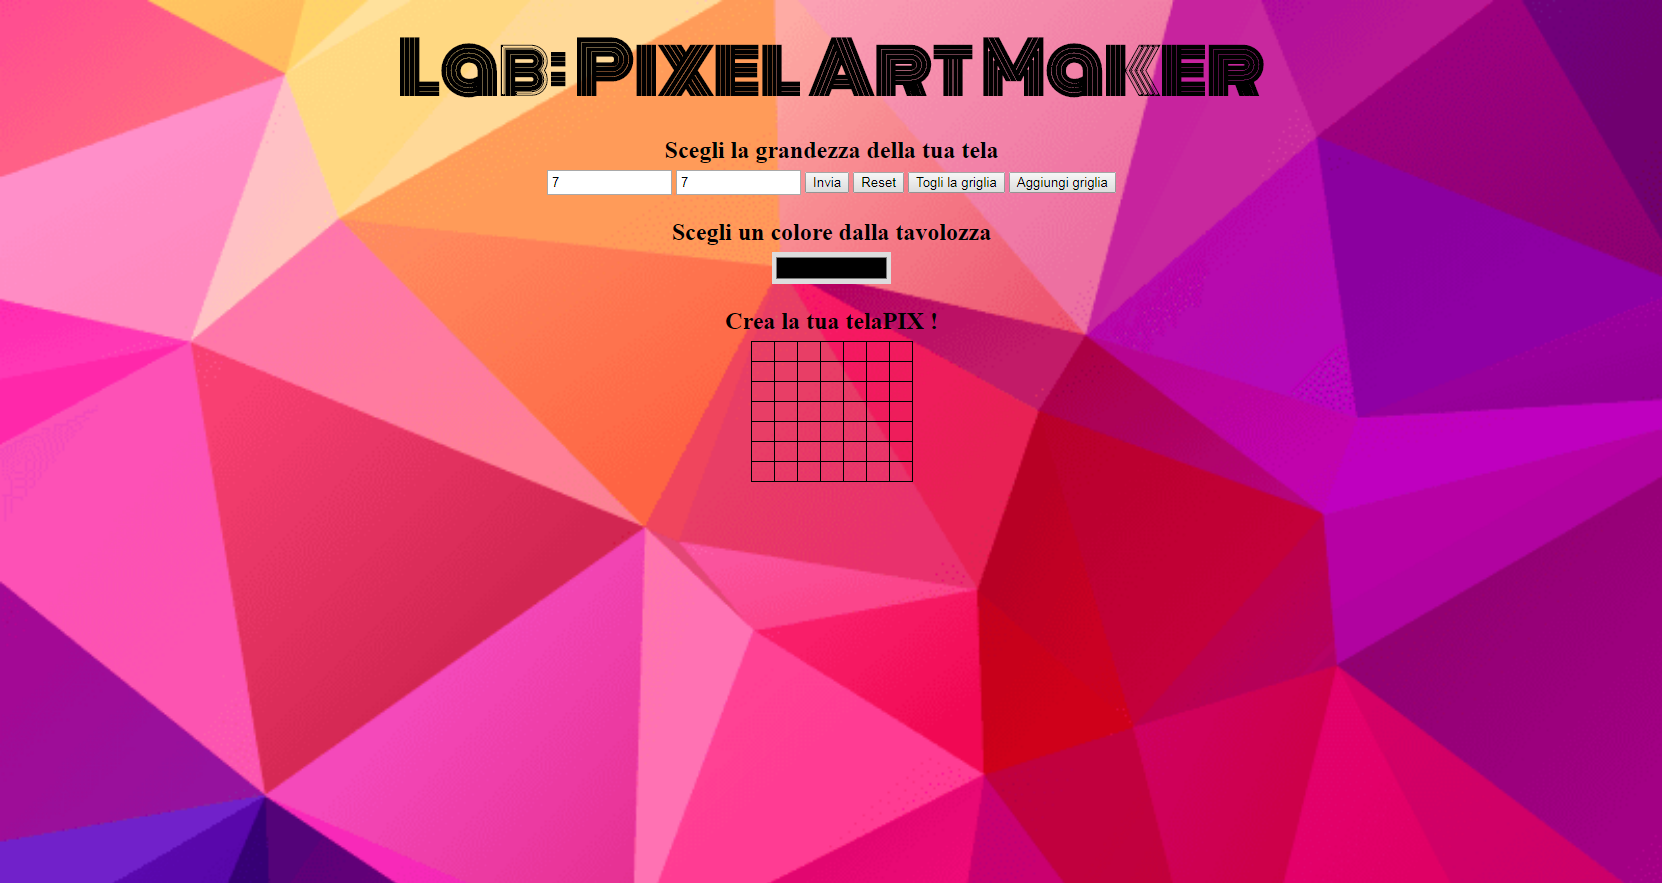 Lab: Pixel Art Maker
Scegli la grandezza della tua tela
7 7 Invia Reset Togli la griglia Aggiungi griglia
Scegli un colore dalla tavolozza
Crea la tua telaPIX !